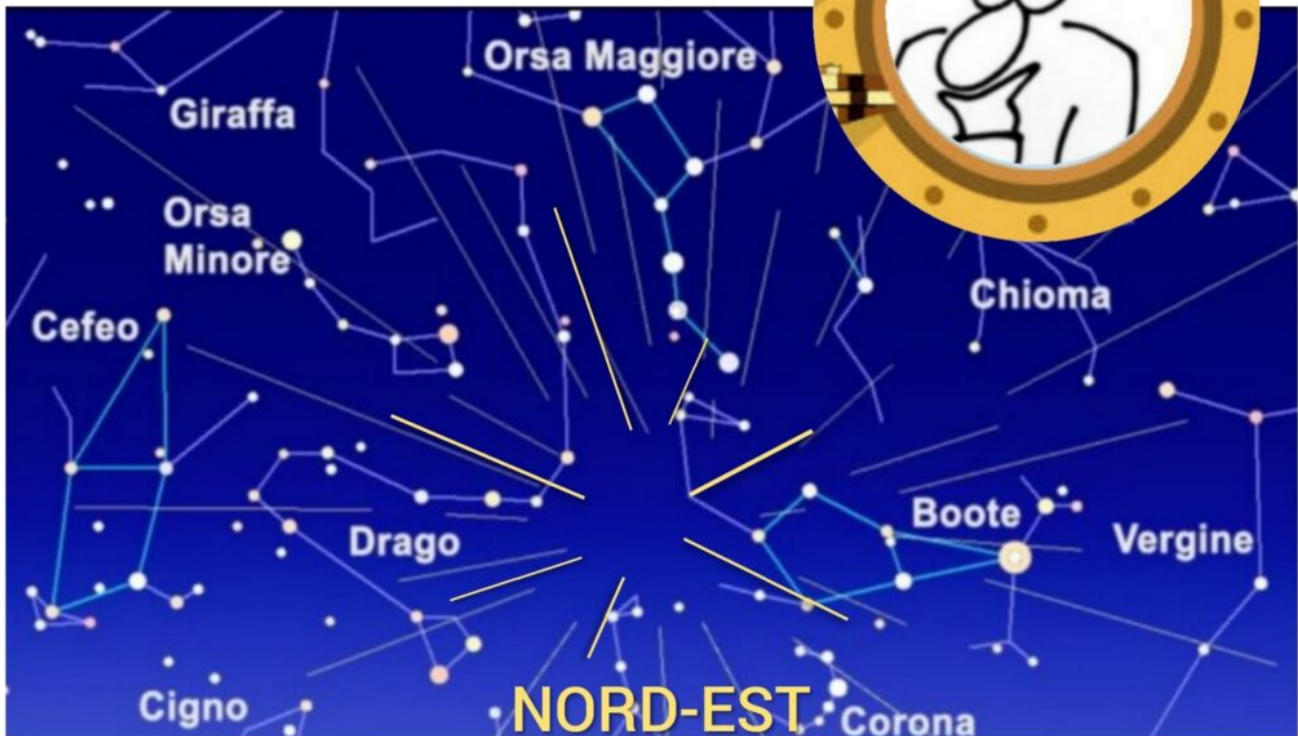 Orsa Maggiore
Giraffa
Orsa
Minore
Chioma
Cefeo
Boote
Vergine
Drago
Cigno
NORD-EST
Corona